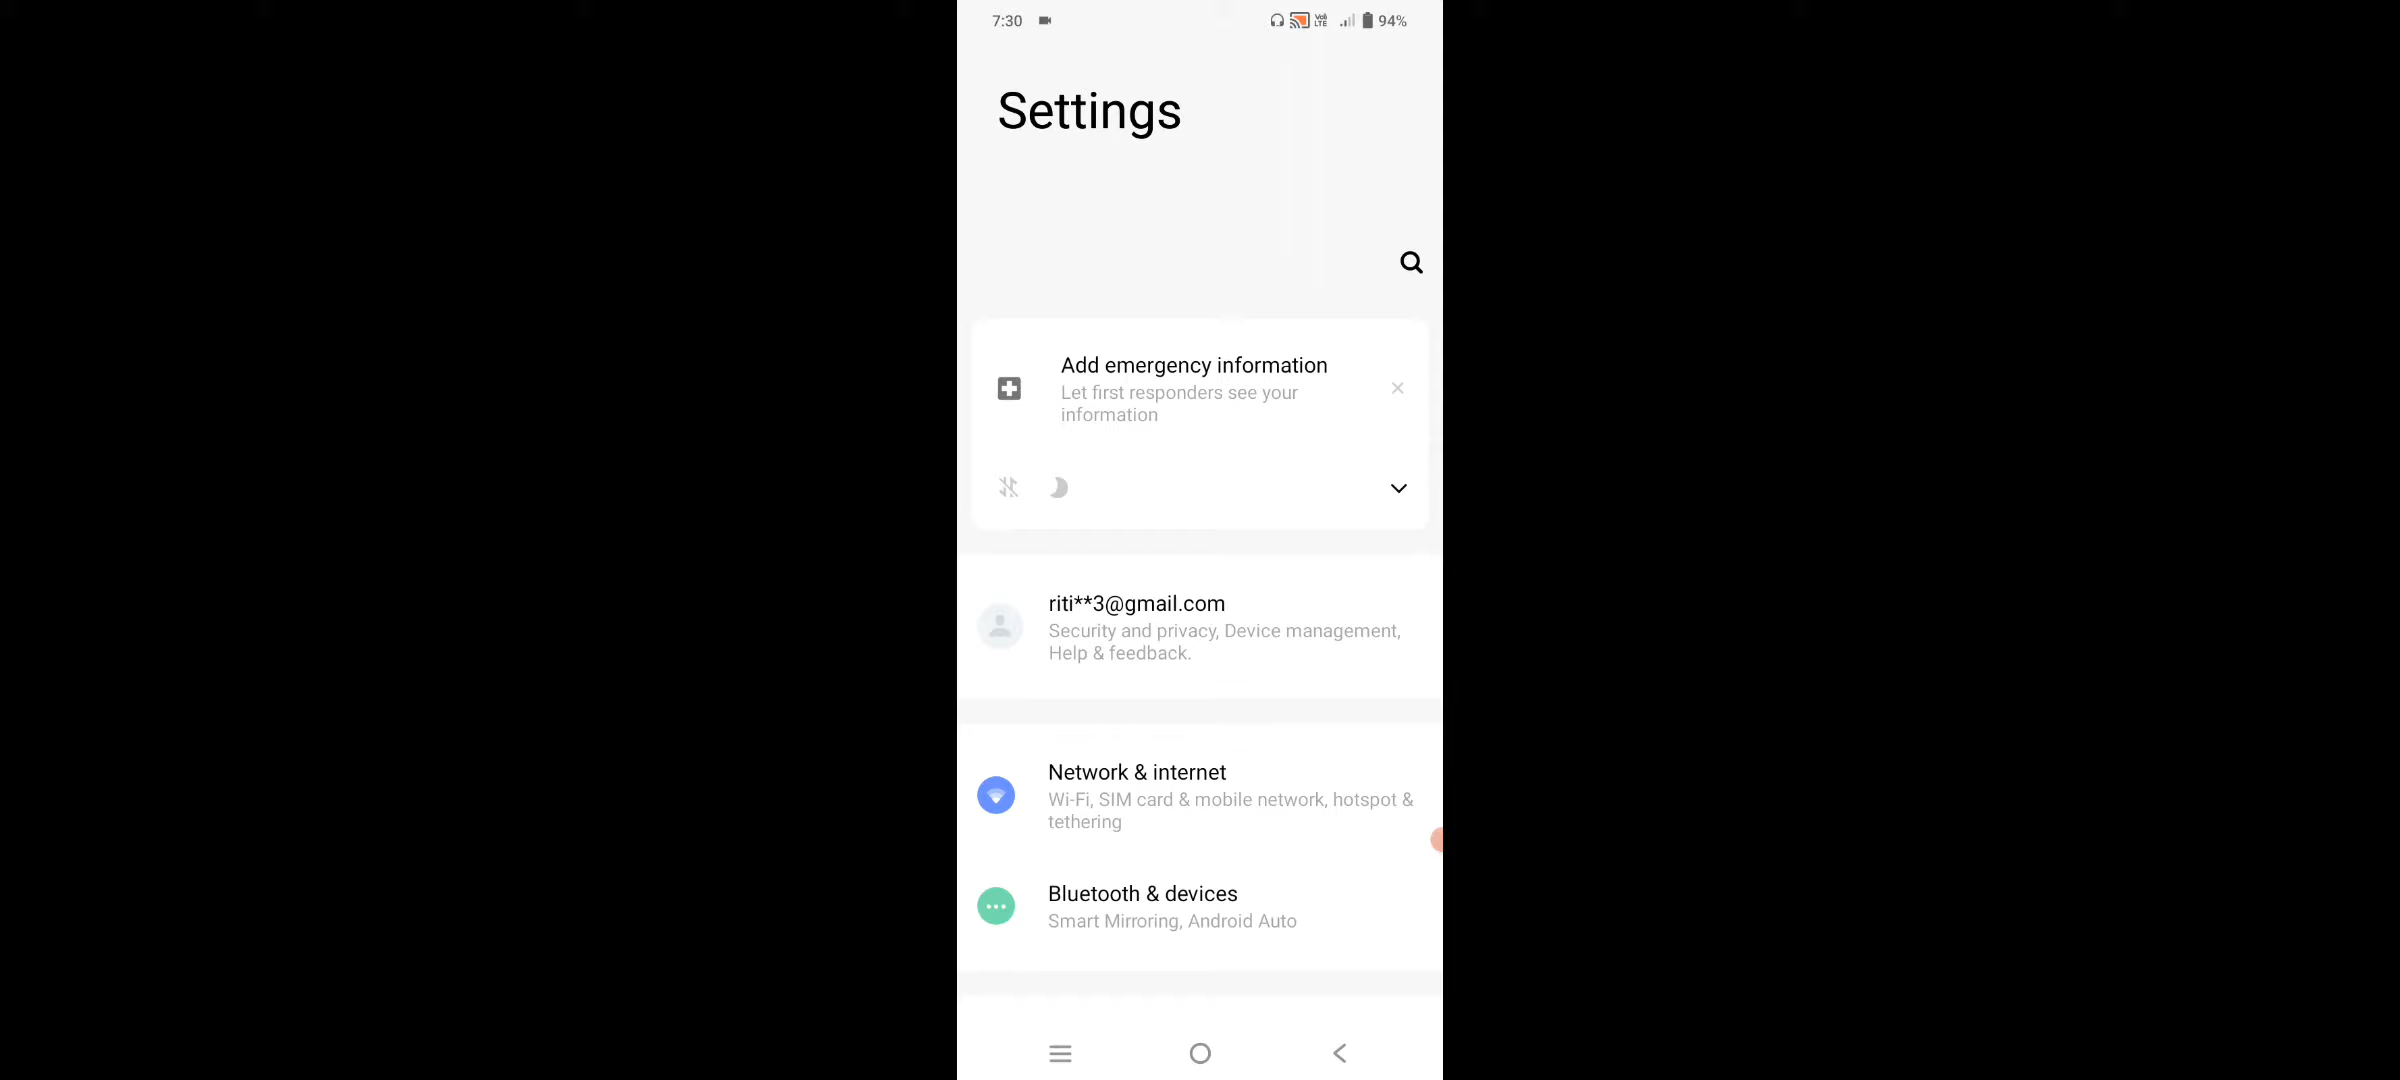 7:30
Vo)) LTE 94%
Settings
Add emergency information
Let first responders see your
information
riti**3@gmail.com
Security and privacy, Device management,
Help & feedback.
Network & internet
Wi-Fi, SIM card & mobile network, hotspot &
tethering
Bluetooth & devices
Smart Mirroring, Android Auto